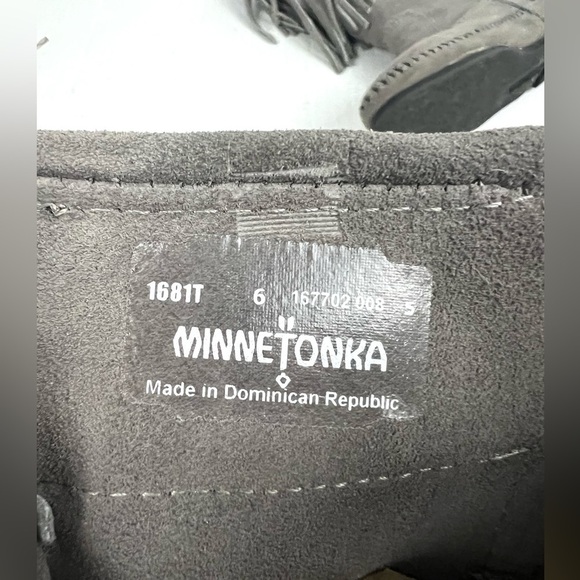 1681T 6 167702 008 5
MINNETONKA
Made in Dominican Republic